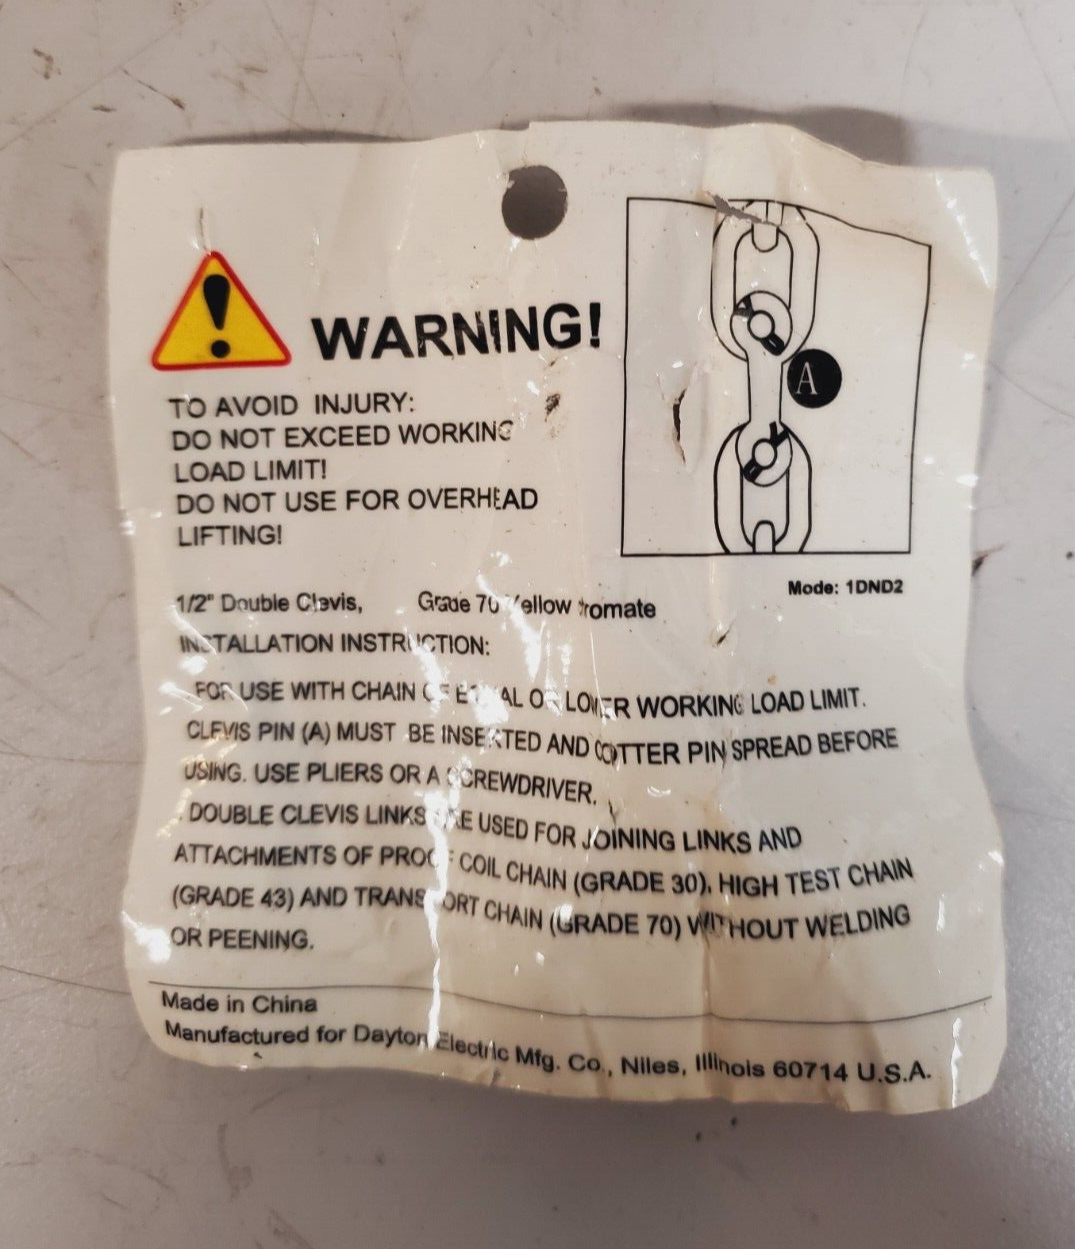 WARNING!
TO AVOID INJURY:
DO NOT EXCEED WORKING
LOAD LIMIT!
DO NOT USE FOR OVERHEAD
LIFTING!
A
Mode: 1DND2
1/2" Double Clevis, Grade 70 Yellow
INSTALLATION INSTRUCTION:
FOR USE WITH CHAIN OF EQUAL OR LOWER WORKING LOAD LIMIT.
CLEVIS PIN (A) MUST BE INSERTED AND COTTER PIN SPREAD BEFORE
USING. USE PLIERS OR A SCREWDRIVER.
DOUBLE CLEVIS LINKS ARE USED FOR JOINING LINKS AND
ATTACHMENTS OF PROOF COIL CHAIN (GRADE 30), HIGH TEST CHAIN
(GRADE 43) AND TRANSPORT CHAIN (GRADE 70) WITHOUT WELDING
OR PEENING.
Made in China
Manufactured for Dayton Electric Mfg. Co., Niles, Illinois 60714 U.S.A.